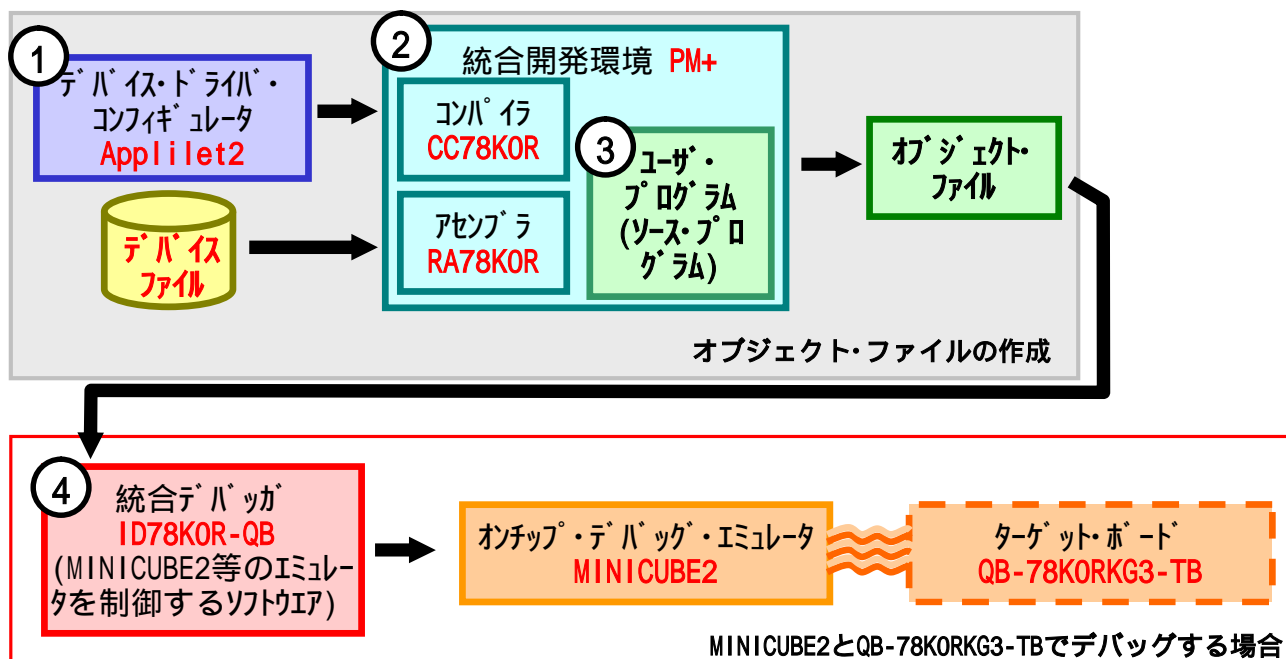 ①
デバイス・ドライバ・
コンフィギュレータ
Applilet2
デバイス
ファイル
②
統合開発環境 PM+
コンパイラ
CC78K0R
アセンブラ
RA78K0R
③
ユーザ・
プログラム
(ソース・プロ
グラム)
オブジェクト・
ファイル
オブジェクト・ファイルの作成
④
統合デバッガ
ID78K0R-QB
(MINICUBE2等のエミュレー
タを制御するソフトウエア)
オンチップ・デバッグ・エミュレータ
MINICUBE2
ターゲット・ボード
QB-78K0RKG3-TB
MINICUBE2とQB-78K0RKG3-TBでデバッグする場合